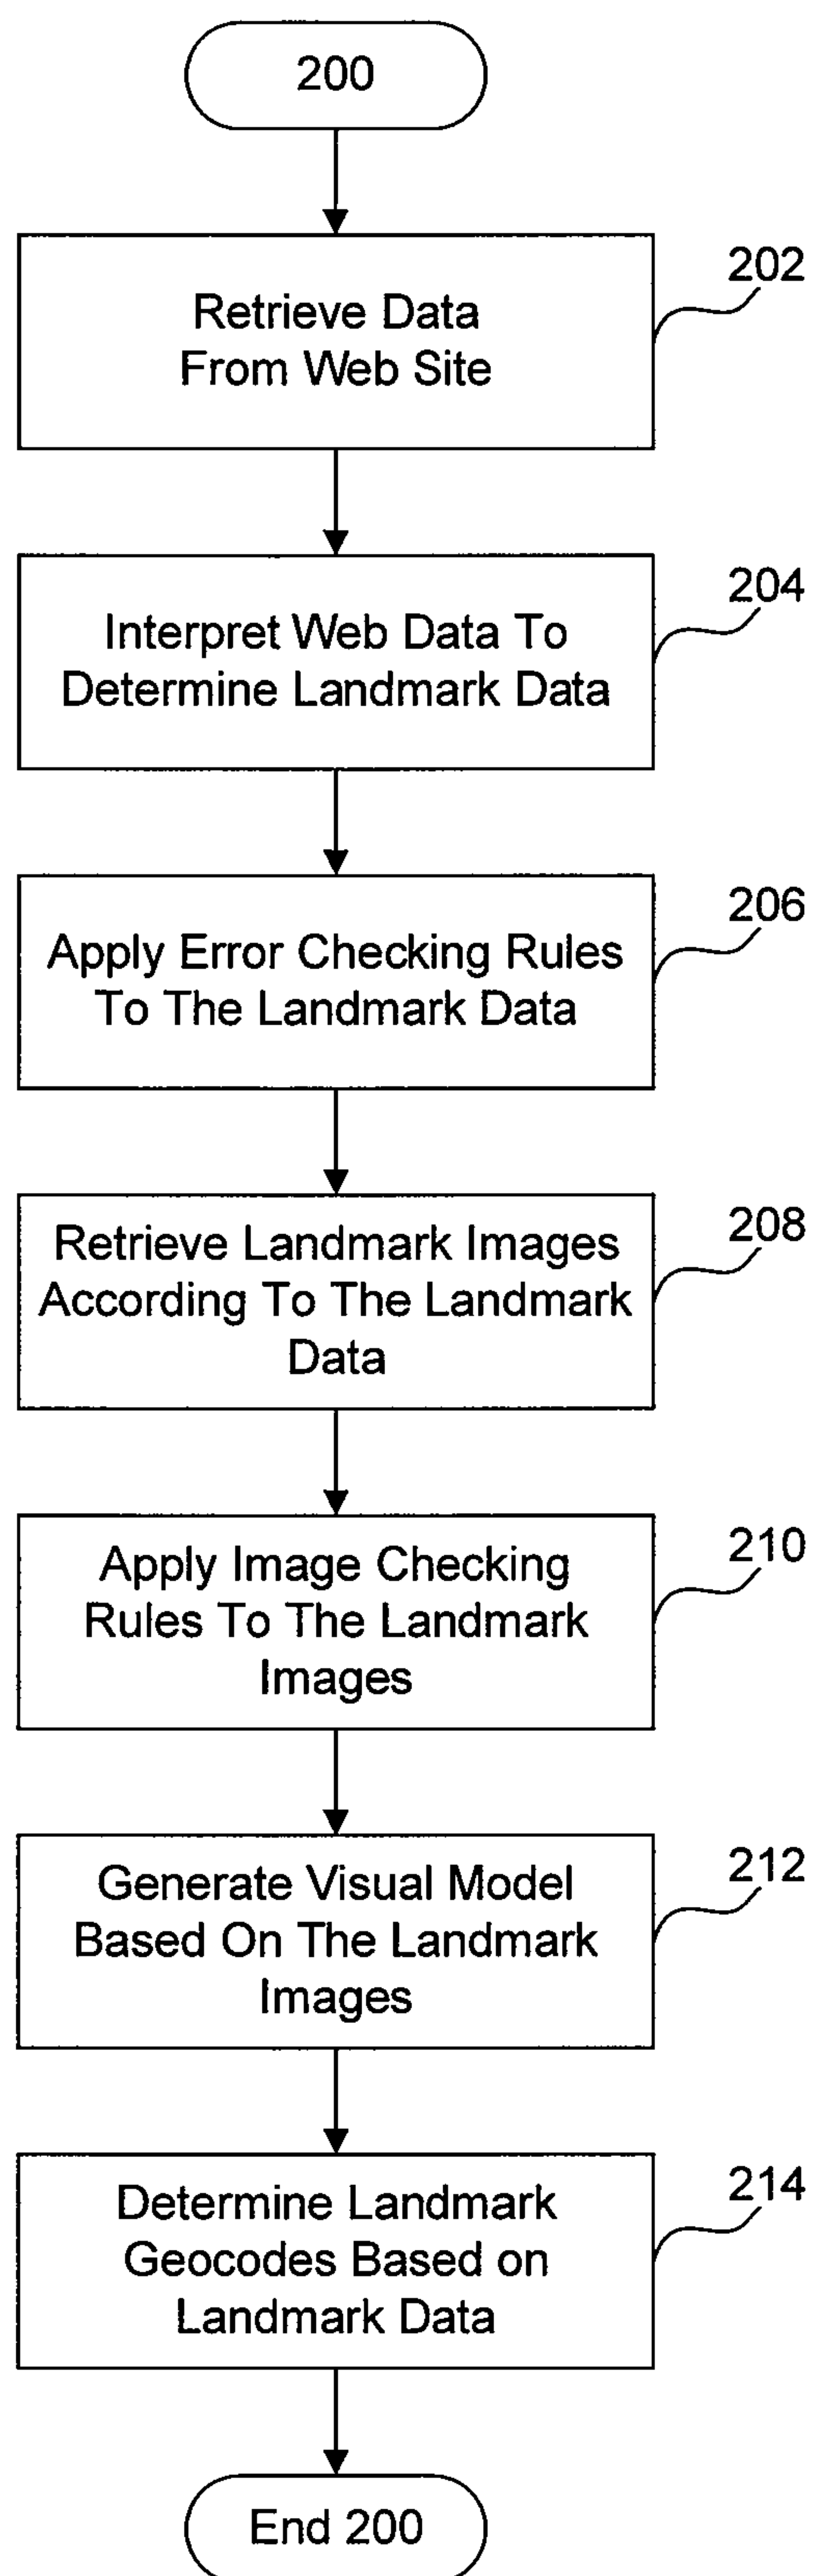 200
Retrieve Data
From Web Site
202
Interpret Web Data To
Determine Landmark Data
204
Apply Error Checking Rules
To The Landmark Data
206
Retrieve Landmark Images
According To The Landmark
Data
208
Apply Image Checking
Rules To The Landmark
Images
210
Generate Visual Model
Based On The Landmark
Images
212
Determine Landmark
Geocodes Based on
Landmark Data
214
End 200